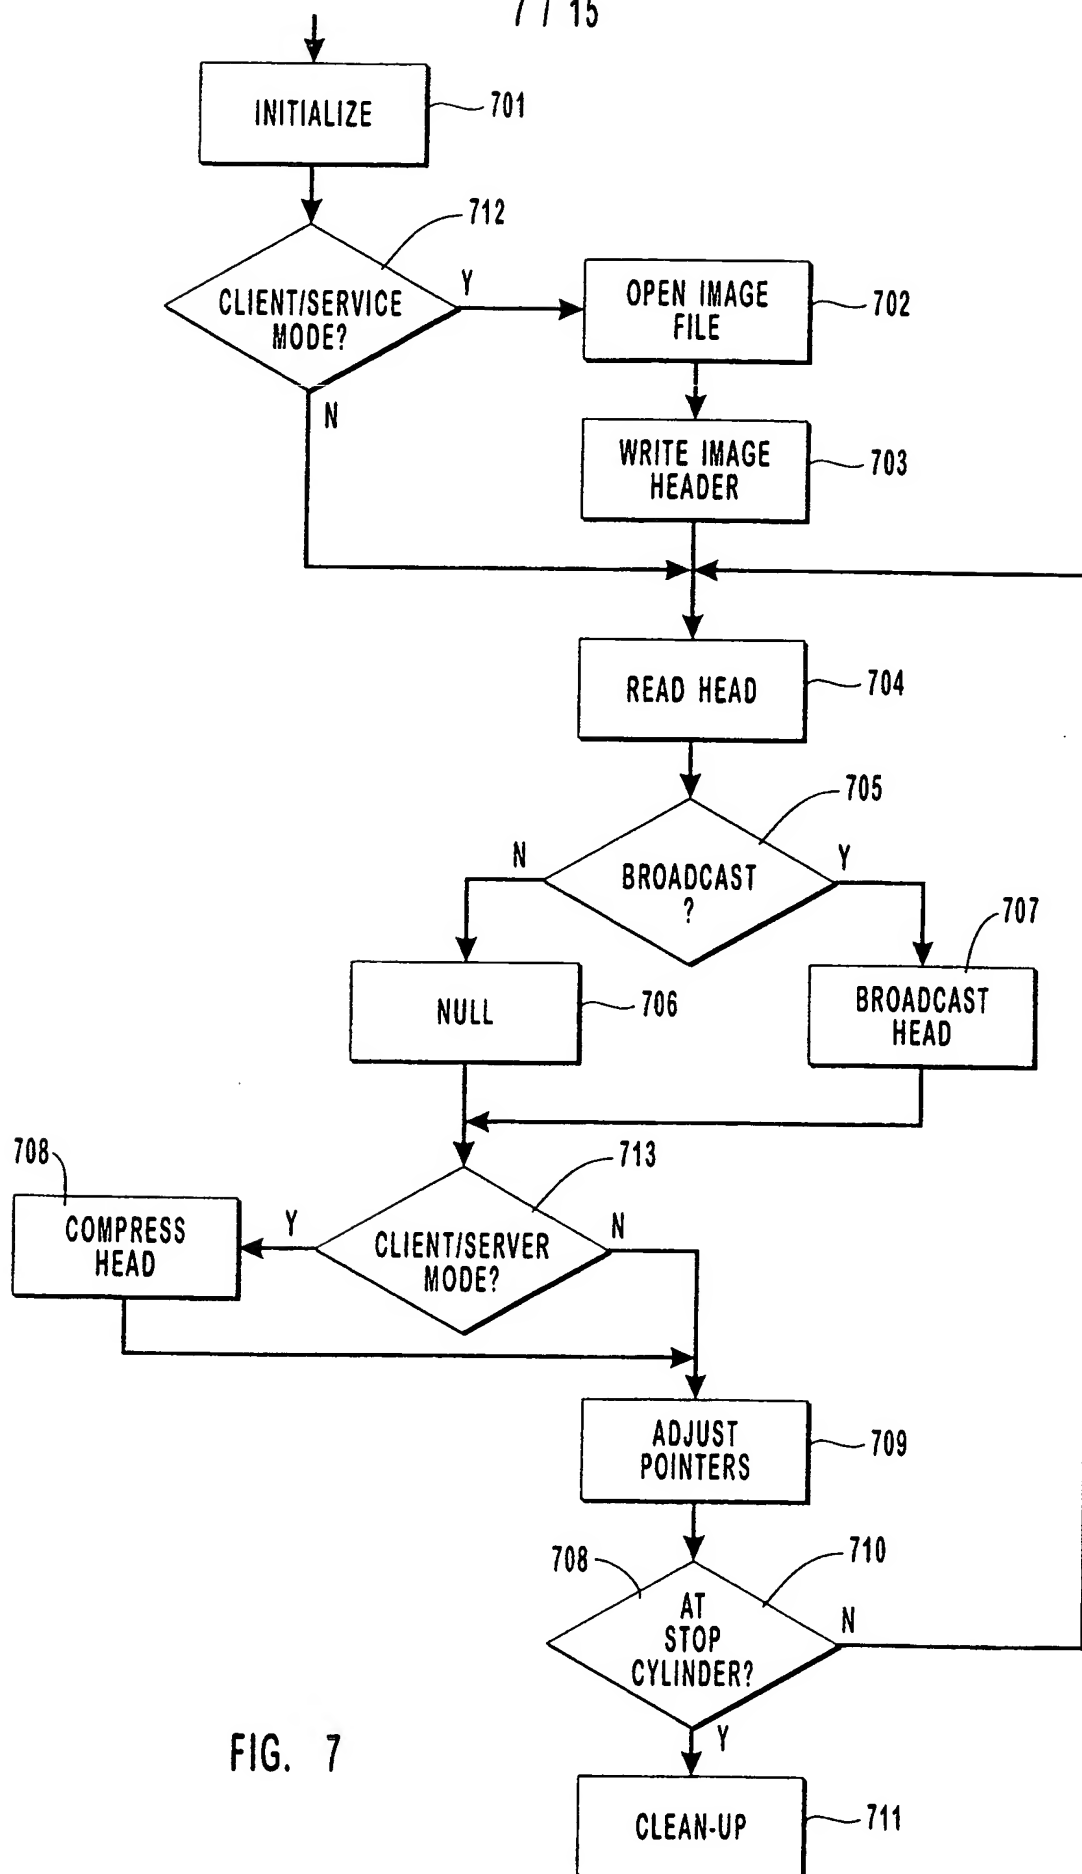 7 / 15
INITIALIZE
701
712
CLIENT/SERVICE
MODE?
Y
N
OPEN IMAGE
FILE
702
WRITE IMAGE
HEADER
703
READ HEAD
704
705
BROADCAST
?
N
Y
707
NULL
706
BROADCAST
HEAD
708
COMPRESS
HEAD
Y
713
CLIENT/SERVER
MODE?
N
ADJUST
POINTERS
709
708
710
AT
STOP
CYLINDER?
N
Y
FIG. 7
CLEAN-UP
711